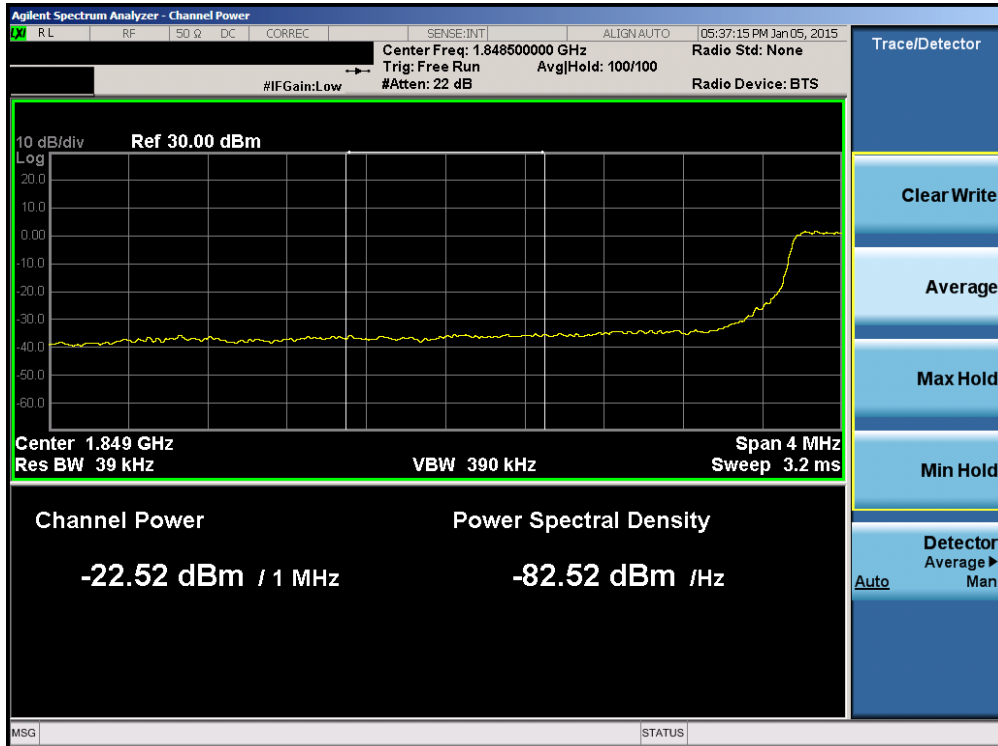 Agilent Spectrum Analyzer - Channel Power
LXI RL RF 50 Ω DC CORREC SENSE:INT ALIGN AUTO 05:37:15 PM Jan 05, 2015
Center Freq: 1.848500000 GHz Radio Std: None
Trig: Free Run Avg|Hold: 100/100
#IFGain:Low #Atten: 22 dB Radio Device: BTS
10 dB/div Ref 30.00 dBm
Log
20.0
10.0
0.00
-10.0
-20.0
-30.0
-40.0
-50.0
-60.0
Center 1.849 GHz Span 4 MHz
Res BW 39 kHz VBW 390 kHz Sweep 3.2 ms
Channel Power Power Spectral Density
-22.52 dBm / 1 MHz -82.52 dBm /Hz
Trace/Detector
Clear Write
Average
Max Hold
Min Hold
Detector
Average▶
Auto Man
MSG STATUS